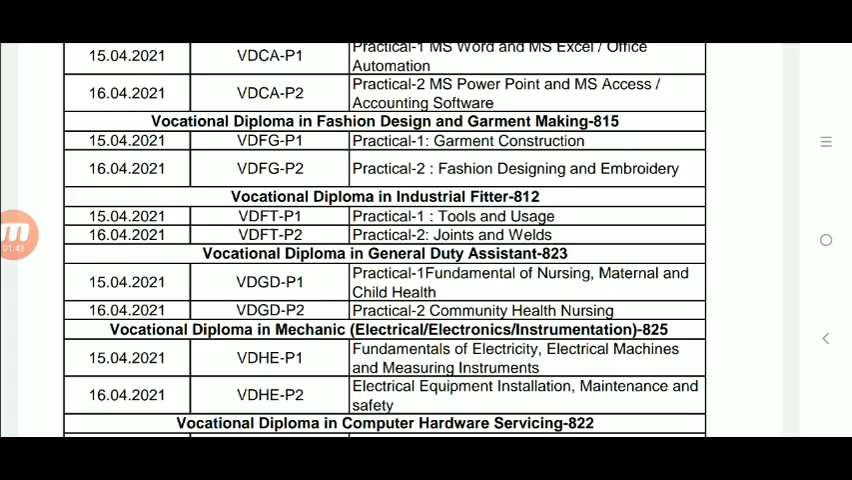 15.04.2021 VDCA-P1 Practical-1 MS Word and MS Excel / Office
Automation
16.04.2021 VDCA-P2 Practical-2 MS Power Point and MS Access /
Accounting Software
Vocational Diploma in Fashion Design and Garment Making-815
15.04.2021 VDFG-P1 Practical-1: Garment Construction
16.04.2021 VDFG-P2 Practical-2 : Fashion Designing and Embroidery
Vocational Diploma in Industrial Fitter-812
15.04.2021 VDFT-P1 Practical-1 : Tools and Usage
16.04.2021 VDFT-P2 Practical-2: Joints and Welds
Vocational Diploma in General Duty Assistant-823
15.04.2021 VDGD-P1 Practical-1Fundamental of Nursing, Maternal and
Child Health
16.04.2021 VDGD-P2 Practical-2 Community Health Nursing
Vocational Diploma in Mechanic (Electrical/Electronics/Instrumentation)-825
15.04.2021 VDHE-P1 Fundamentals of Electricity, Electrical Machines
and Measuring Instruments
16.04.2021 VDHE-P2 Electrical Equipment Installation, Maintenance and
safety
Vocational Diploma in Computer Hardware Servicing-822
01:43